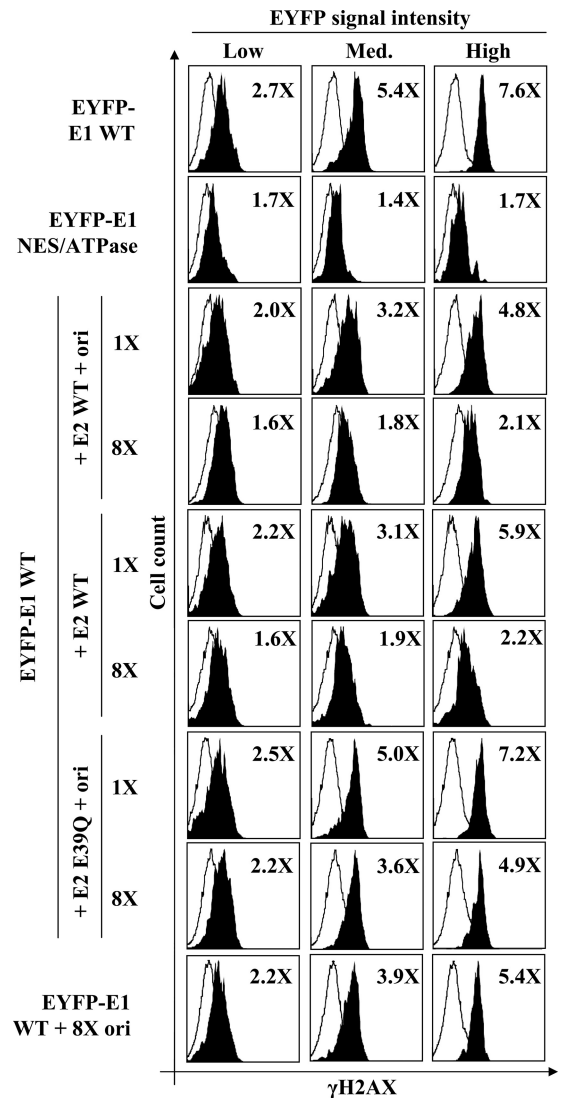 EYFP signal intensity
Low Med. High
EYFP-
E1 WT
2.7X 5.4X 7.6X
EYFP-E1
NES/ATPase
1.7X 1.4X 1.7X
EYFP-E1 WT
+ E2 WT + ori
1X
2.0X 3.2X 4.8X
8X
1.6X 1.8X 2.1X
+ E2 WT
1X
2.2X 3.1X 5.9X
8X
1.6X 1.9X 2.2X
+ E2 E39Q + ori
1X
2.5X 5.0X 7.2X
8X
2.2X 3.6X 4.9X
EYFP-E1
WT + 8X ori
2.2X 3.9X 5.4X
Cell count
γH2AX